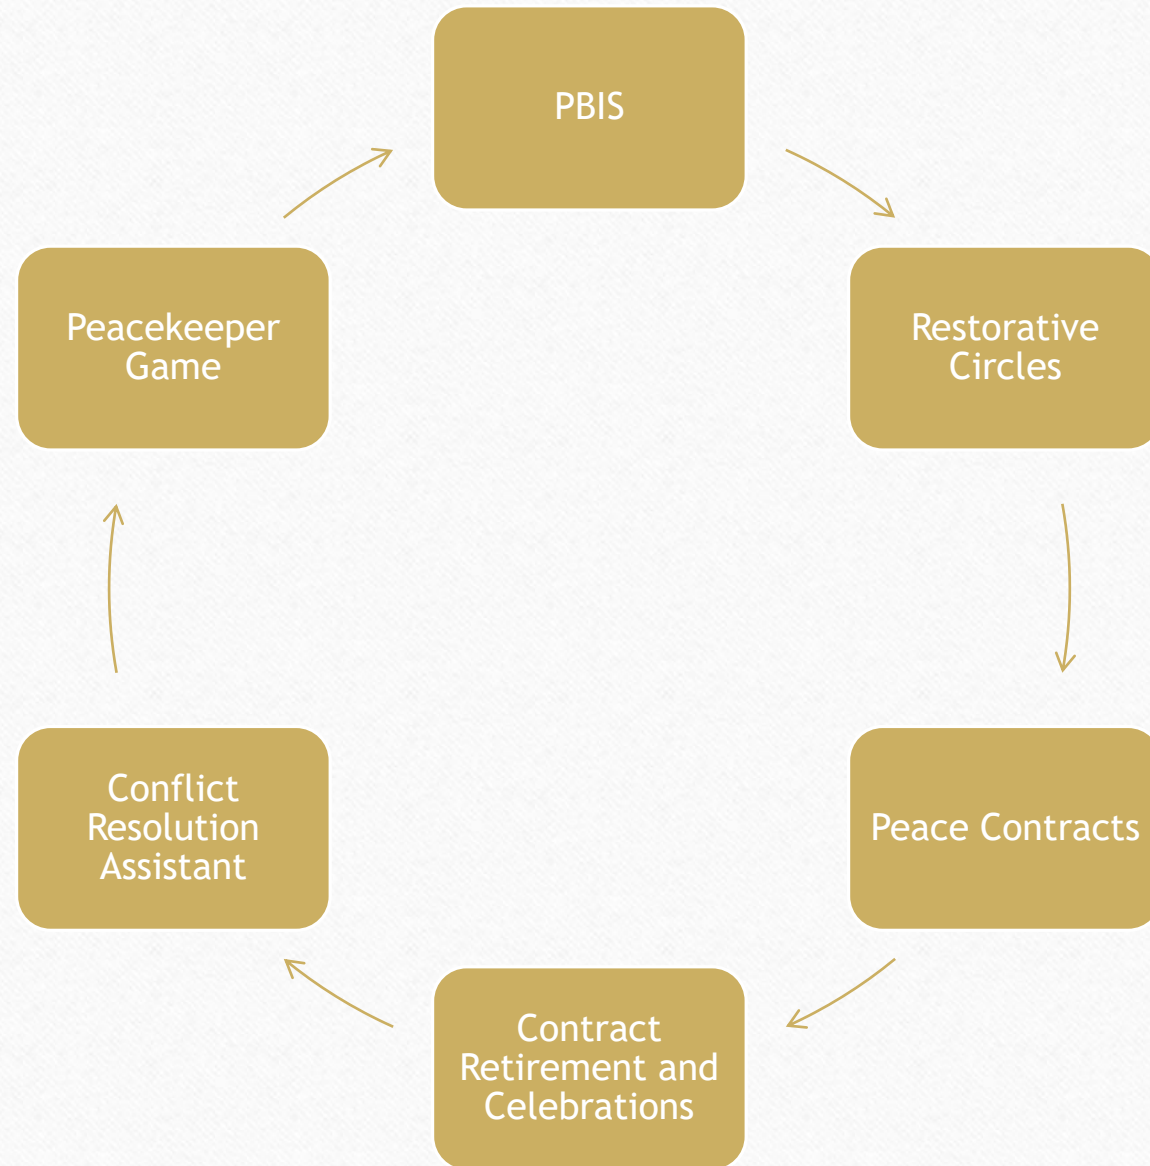 PBIS
Restorative
Circles
Peace Contracts
Contract
Retirement and
Celebrations
Conflict
Resolution
Assistant
Peacekeeper
Game